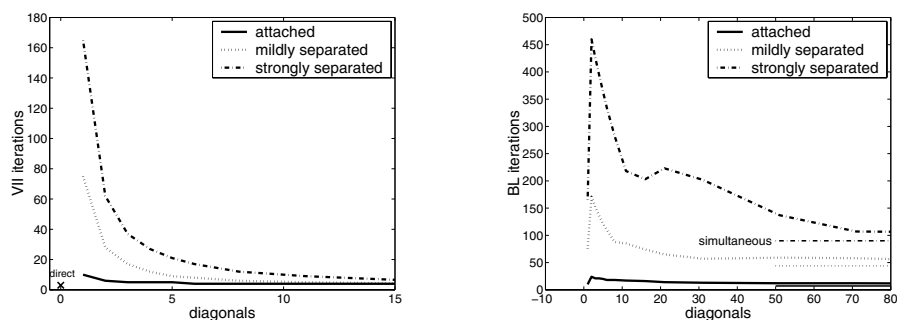 180
160
140
120
100
80
60
40
20
0
VII iterations
direct
0
5
10
15
diagonals
attached
mildly separated
strongly separated
500
450
400
350
300
250
200
150
100
50
0
BL iterations
simultaneous
−10
0
10
20
30
40
50
60
70
80
diagonals
attached
mildly separated
strongly separated